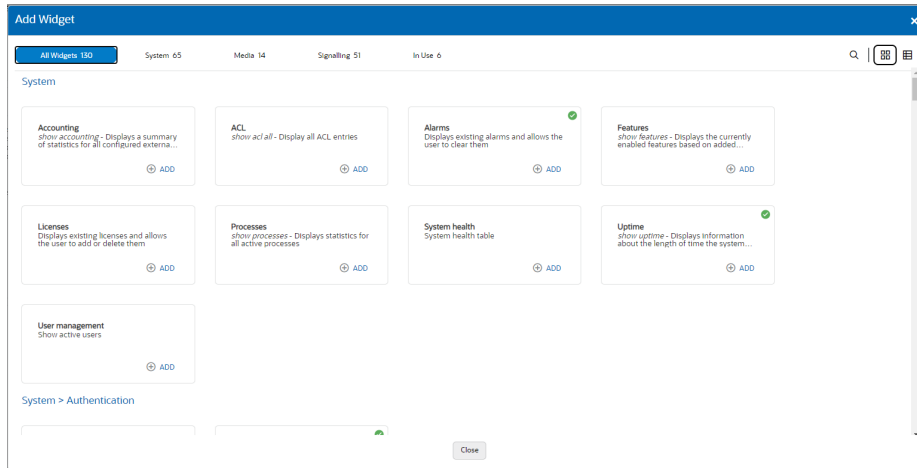 Add Widget
All Widgets 130
System 65
Media 14
Signalling 51
In Use 6
System
Accounting
show accounting - Displays a summary
of statistics for all configured externa...
ADD
ACL
show acl all - Display all ACL entries
ADD
Alarms
Displays existing alarms and allows the
user to clear them
ADD
Features
show features - Displays the currently
enabled features based on added...
ADD
Licenses
Displays existing licenses and allows
the user to add or delete them
ADD
Processes
show processes - Displays statistics for
all active processes
ADD
System health
System health table
ADD
Uptime
show uptime - Displays information
about the length of time the system...
ADD
User management
Show active users
ADD
System > Authentication
Close